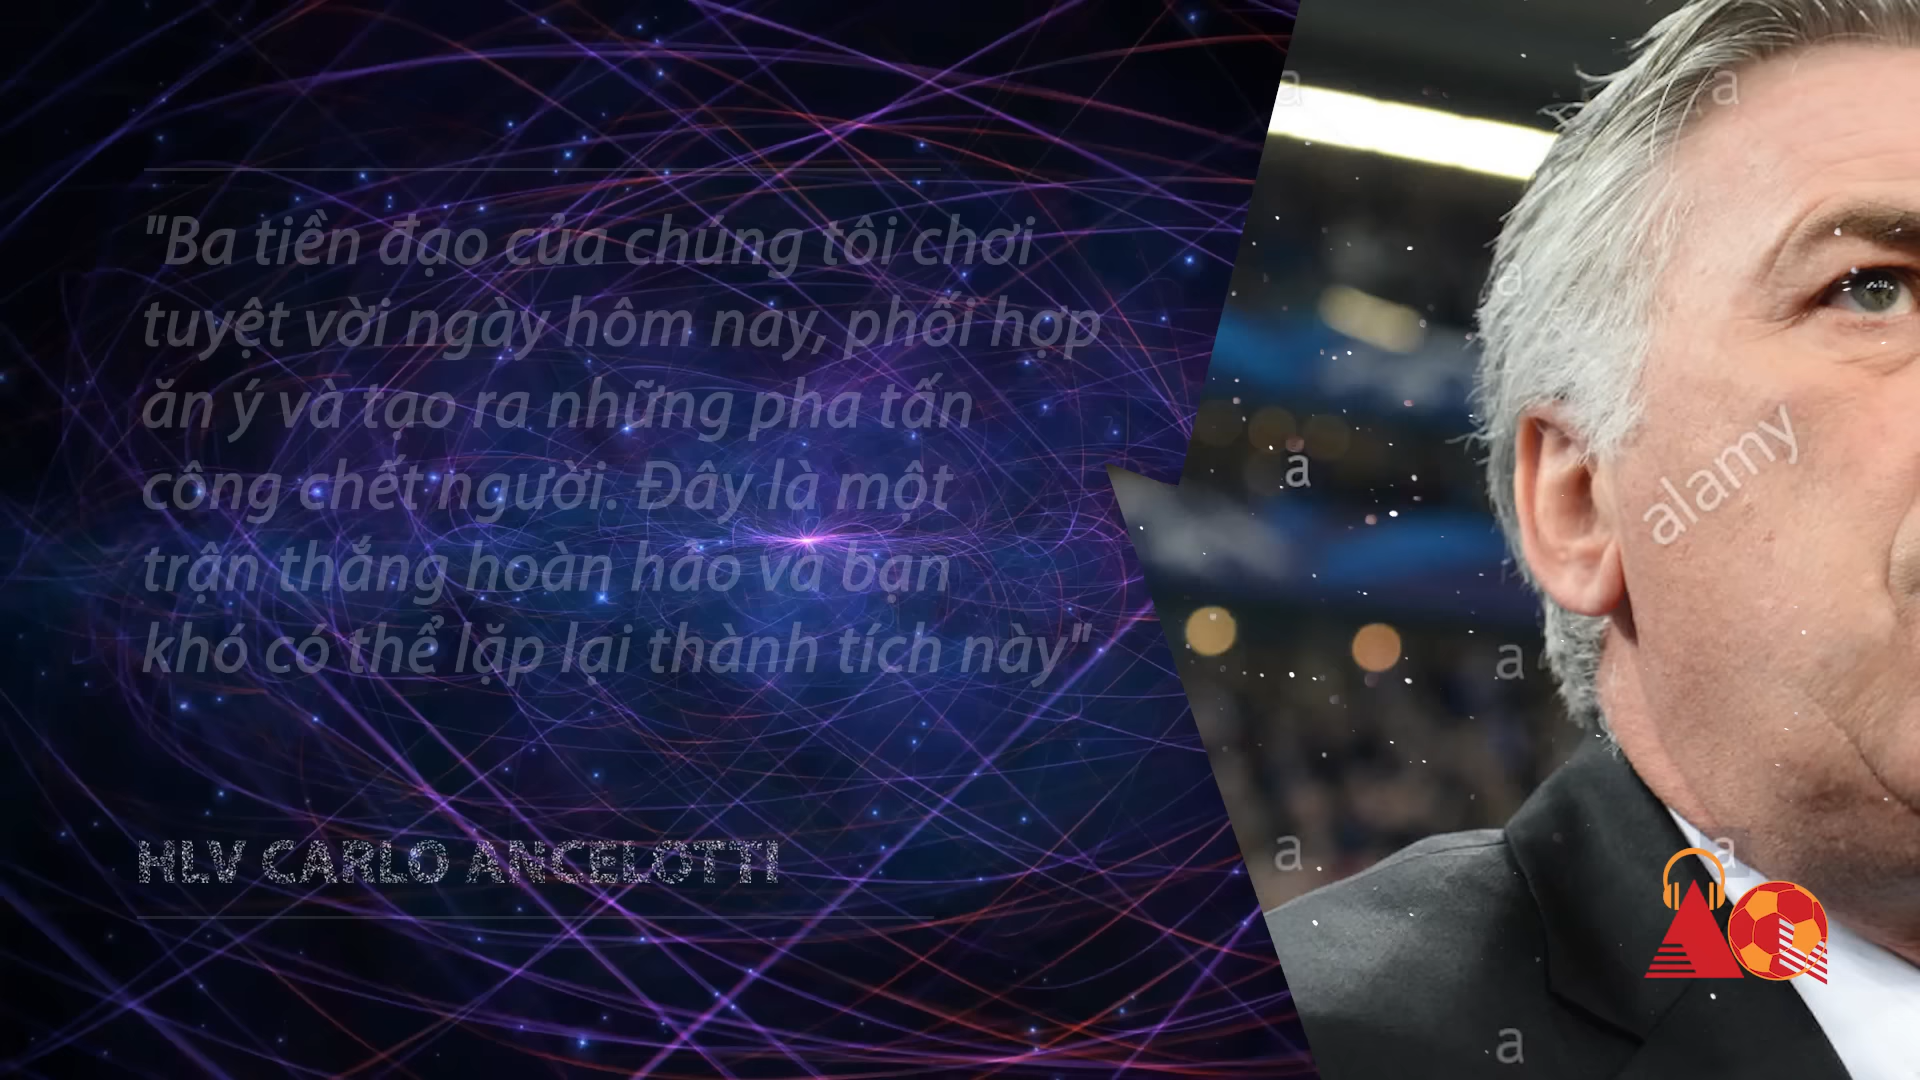 "Ba tiền đạo của chúng tôi chơi
tuyệt vời ngày hôm nay, phối hợp
ăn ý và tạo ra những pha tấn
công chết người. Đây là một
trận thắng hoàn hảo và bạn
khó có thể lặp lại thành tích này"
HLV CARLO ANCELOTTI
a
a
a
a
alamy
a
a
a
a